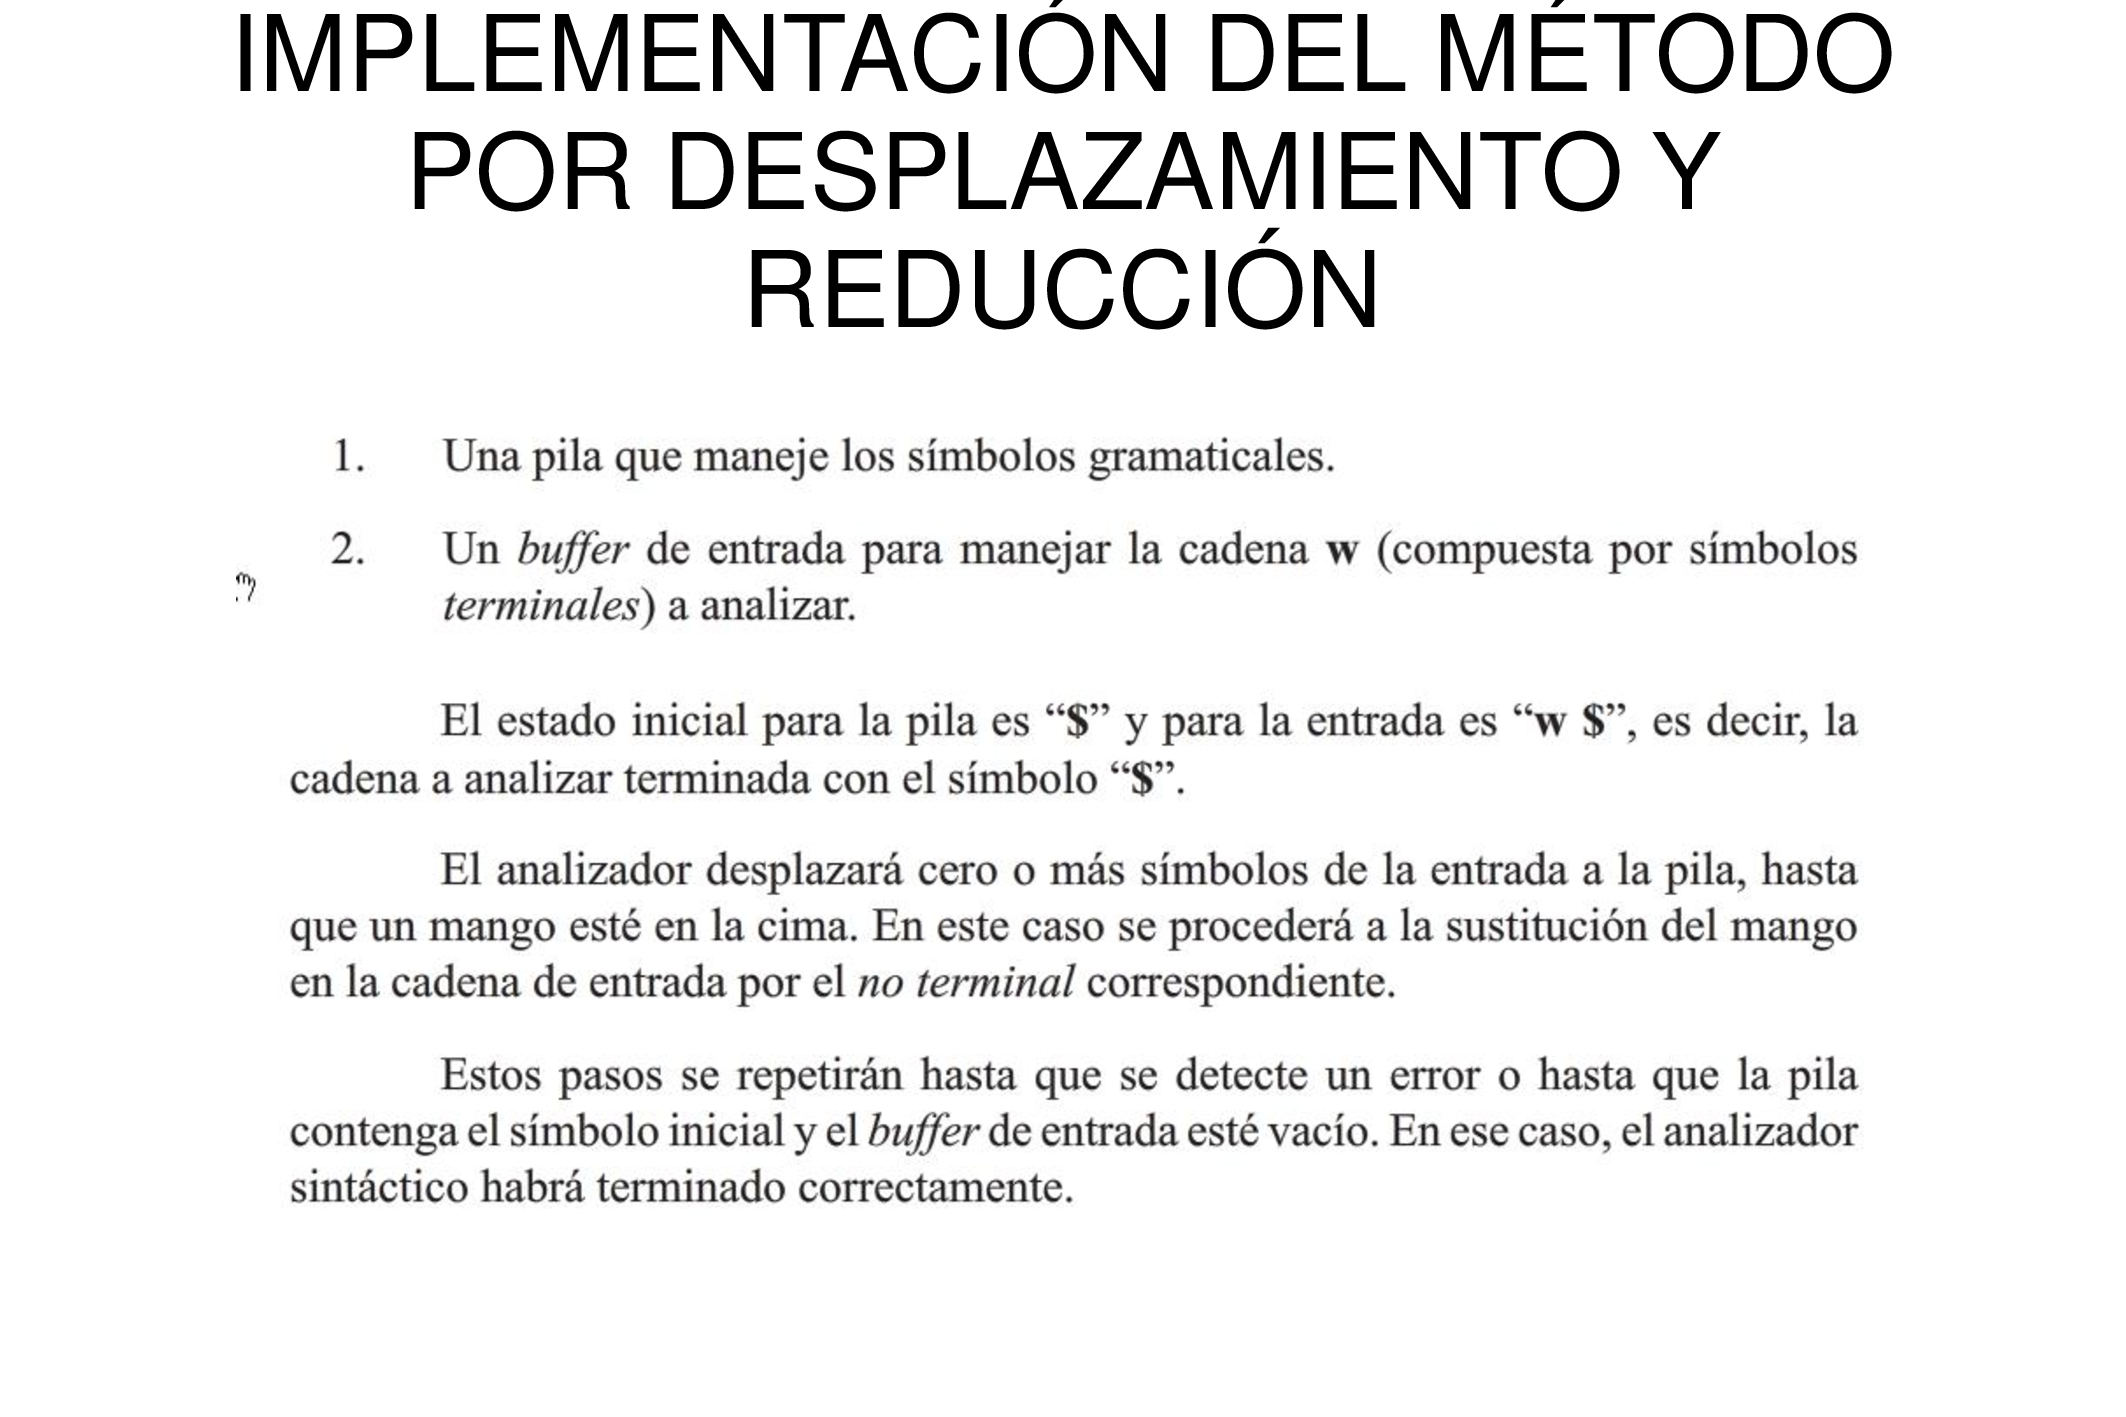 IMPLEMENTACIÓN DEL MÉTODO
POR DESPLAZAMIENTO Y
REDUCCIÓN
1. Una pila que maneje los símbolos gramaticales.
2. Un buffer de entrada para manejar la cadena w (compuesta por símbolos
terminales) a analizar.
El estado inicial para la pila es “$” y para la entrada es “w $”, es decir, la
cadena a analizar terminada con el símbolo “$”.
El analizador desplazará cero o más símbolos de la entrada a la pila, hasta
que un mango esté en la cima. En este caso se procederá a la sustitución del mango
en la cadena de entrada por el no terminal correspondiente.
Estos pasos se repetirán hasta que se detecte un error o hasta que la pila
contenga el símbolo inicial y el buffer de entrada esté vacío. En ese caso, el analizador
sintáctico habrá terminado correctamente.